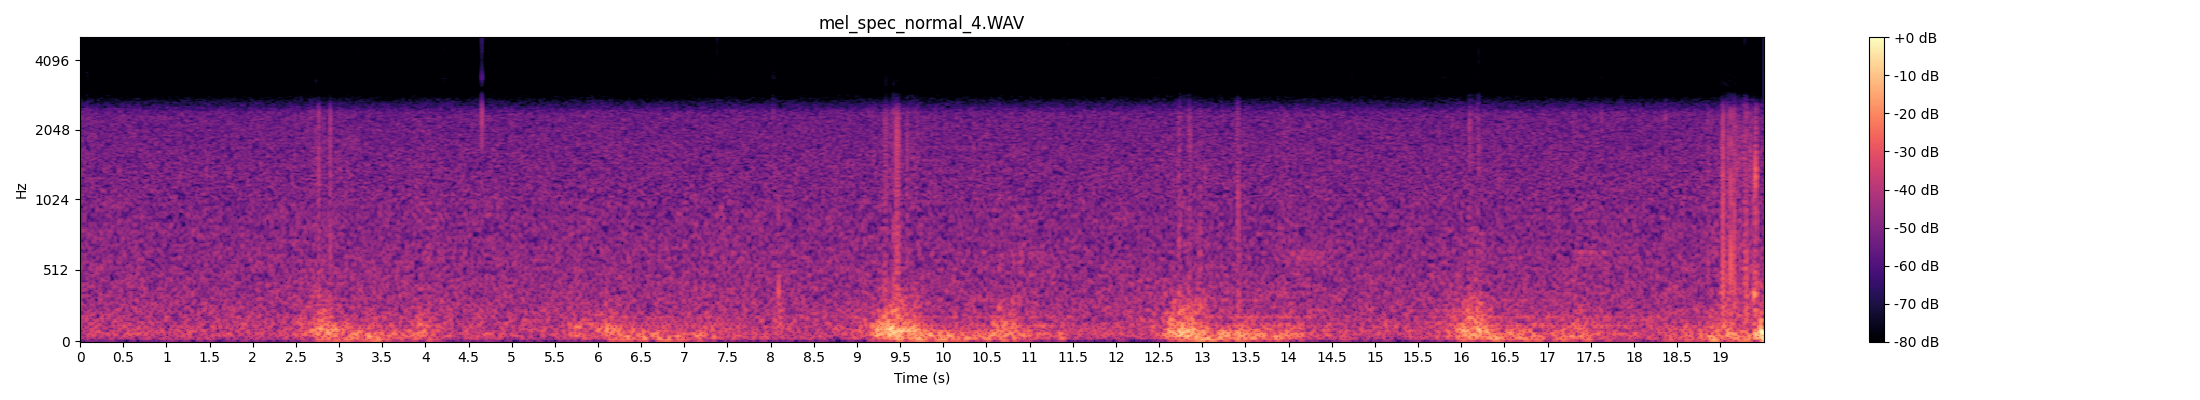 mel_spec_normal_4.WAV
4096
2048
1024
512
0
Hz
0 0.5 1 1.5 2 2.5 3 3.5 4 4.5 5 5.5 6 6.5 7 7.5 8 8.5 9 9.5 10 10.5 11 11.5 12 12.5 13 13.5 14 14.5 15 15.5 16 16.5 17 17.5 18 18.5 19
Time (s)
+0 dB
-10 dB
-20 dB
-30 dB
-40 dB
-50 dB
-60 dB
-70 dB
-80 dB